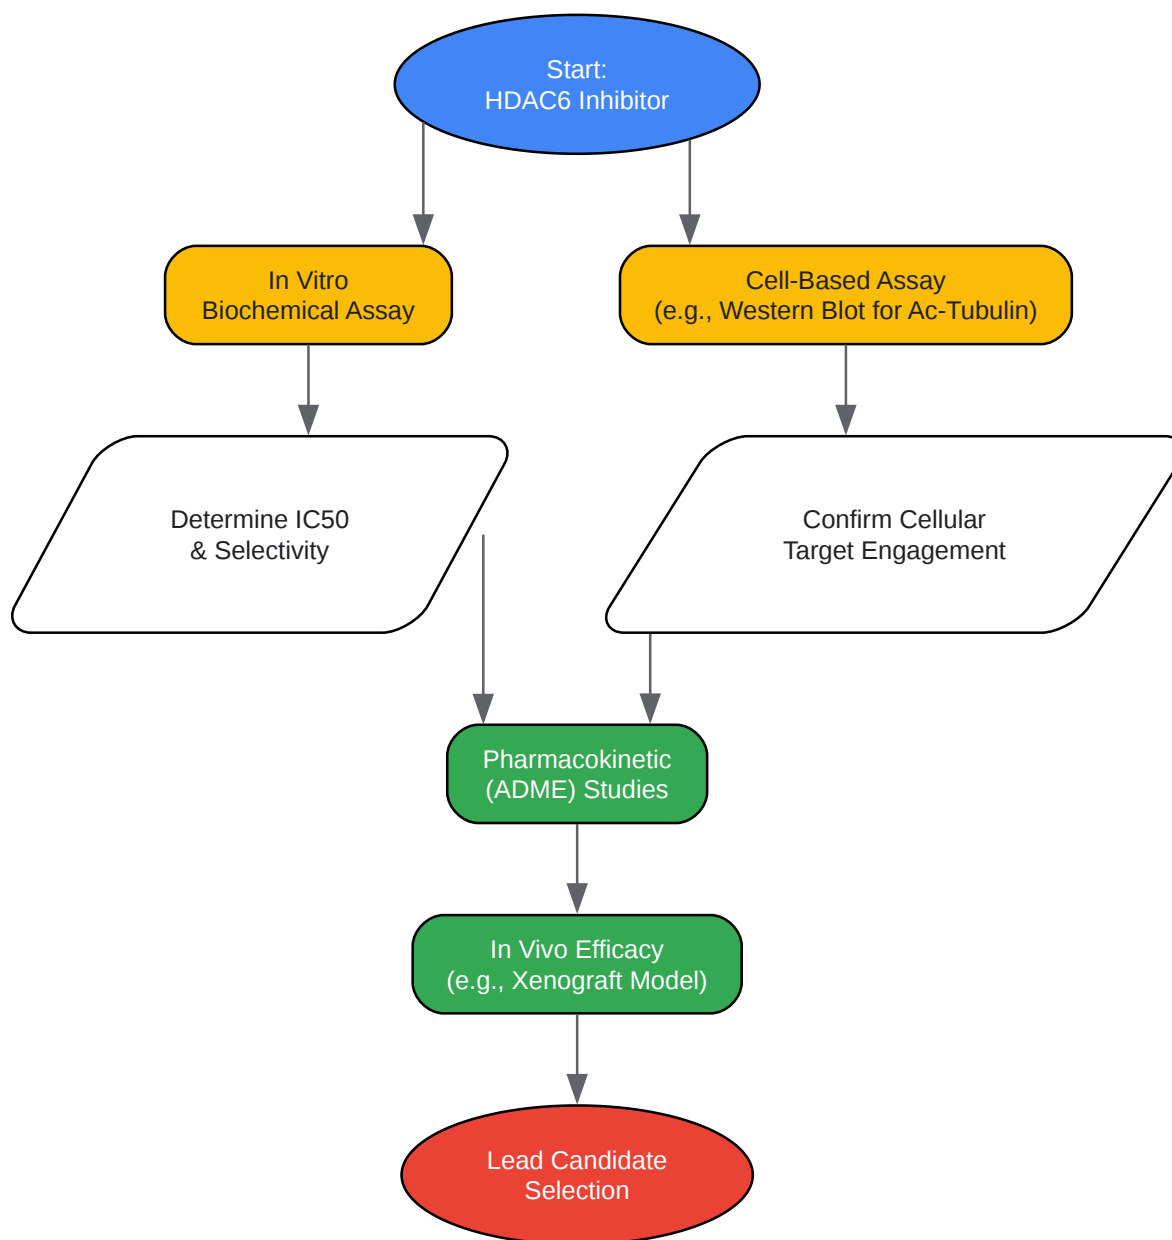 Start:
HDAC6 Inhibitor
In Vitro
Biochemical Assay
Cell-Based Assay
(e.g., Western Blot for Ac-Tubulin)
Determine IC50
& Selectivity
Confirm Cellular
Target Engagement
Pharmacokinetic
(ADME) Studies
In Vivo Efficacy
(e.g., Xenograft Model)
Lead Candidate
Selection